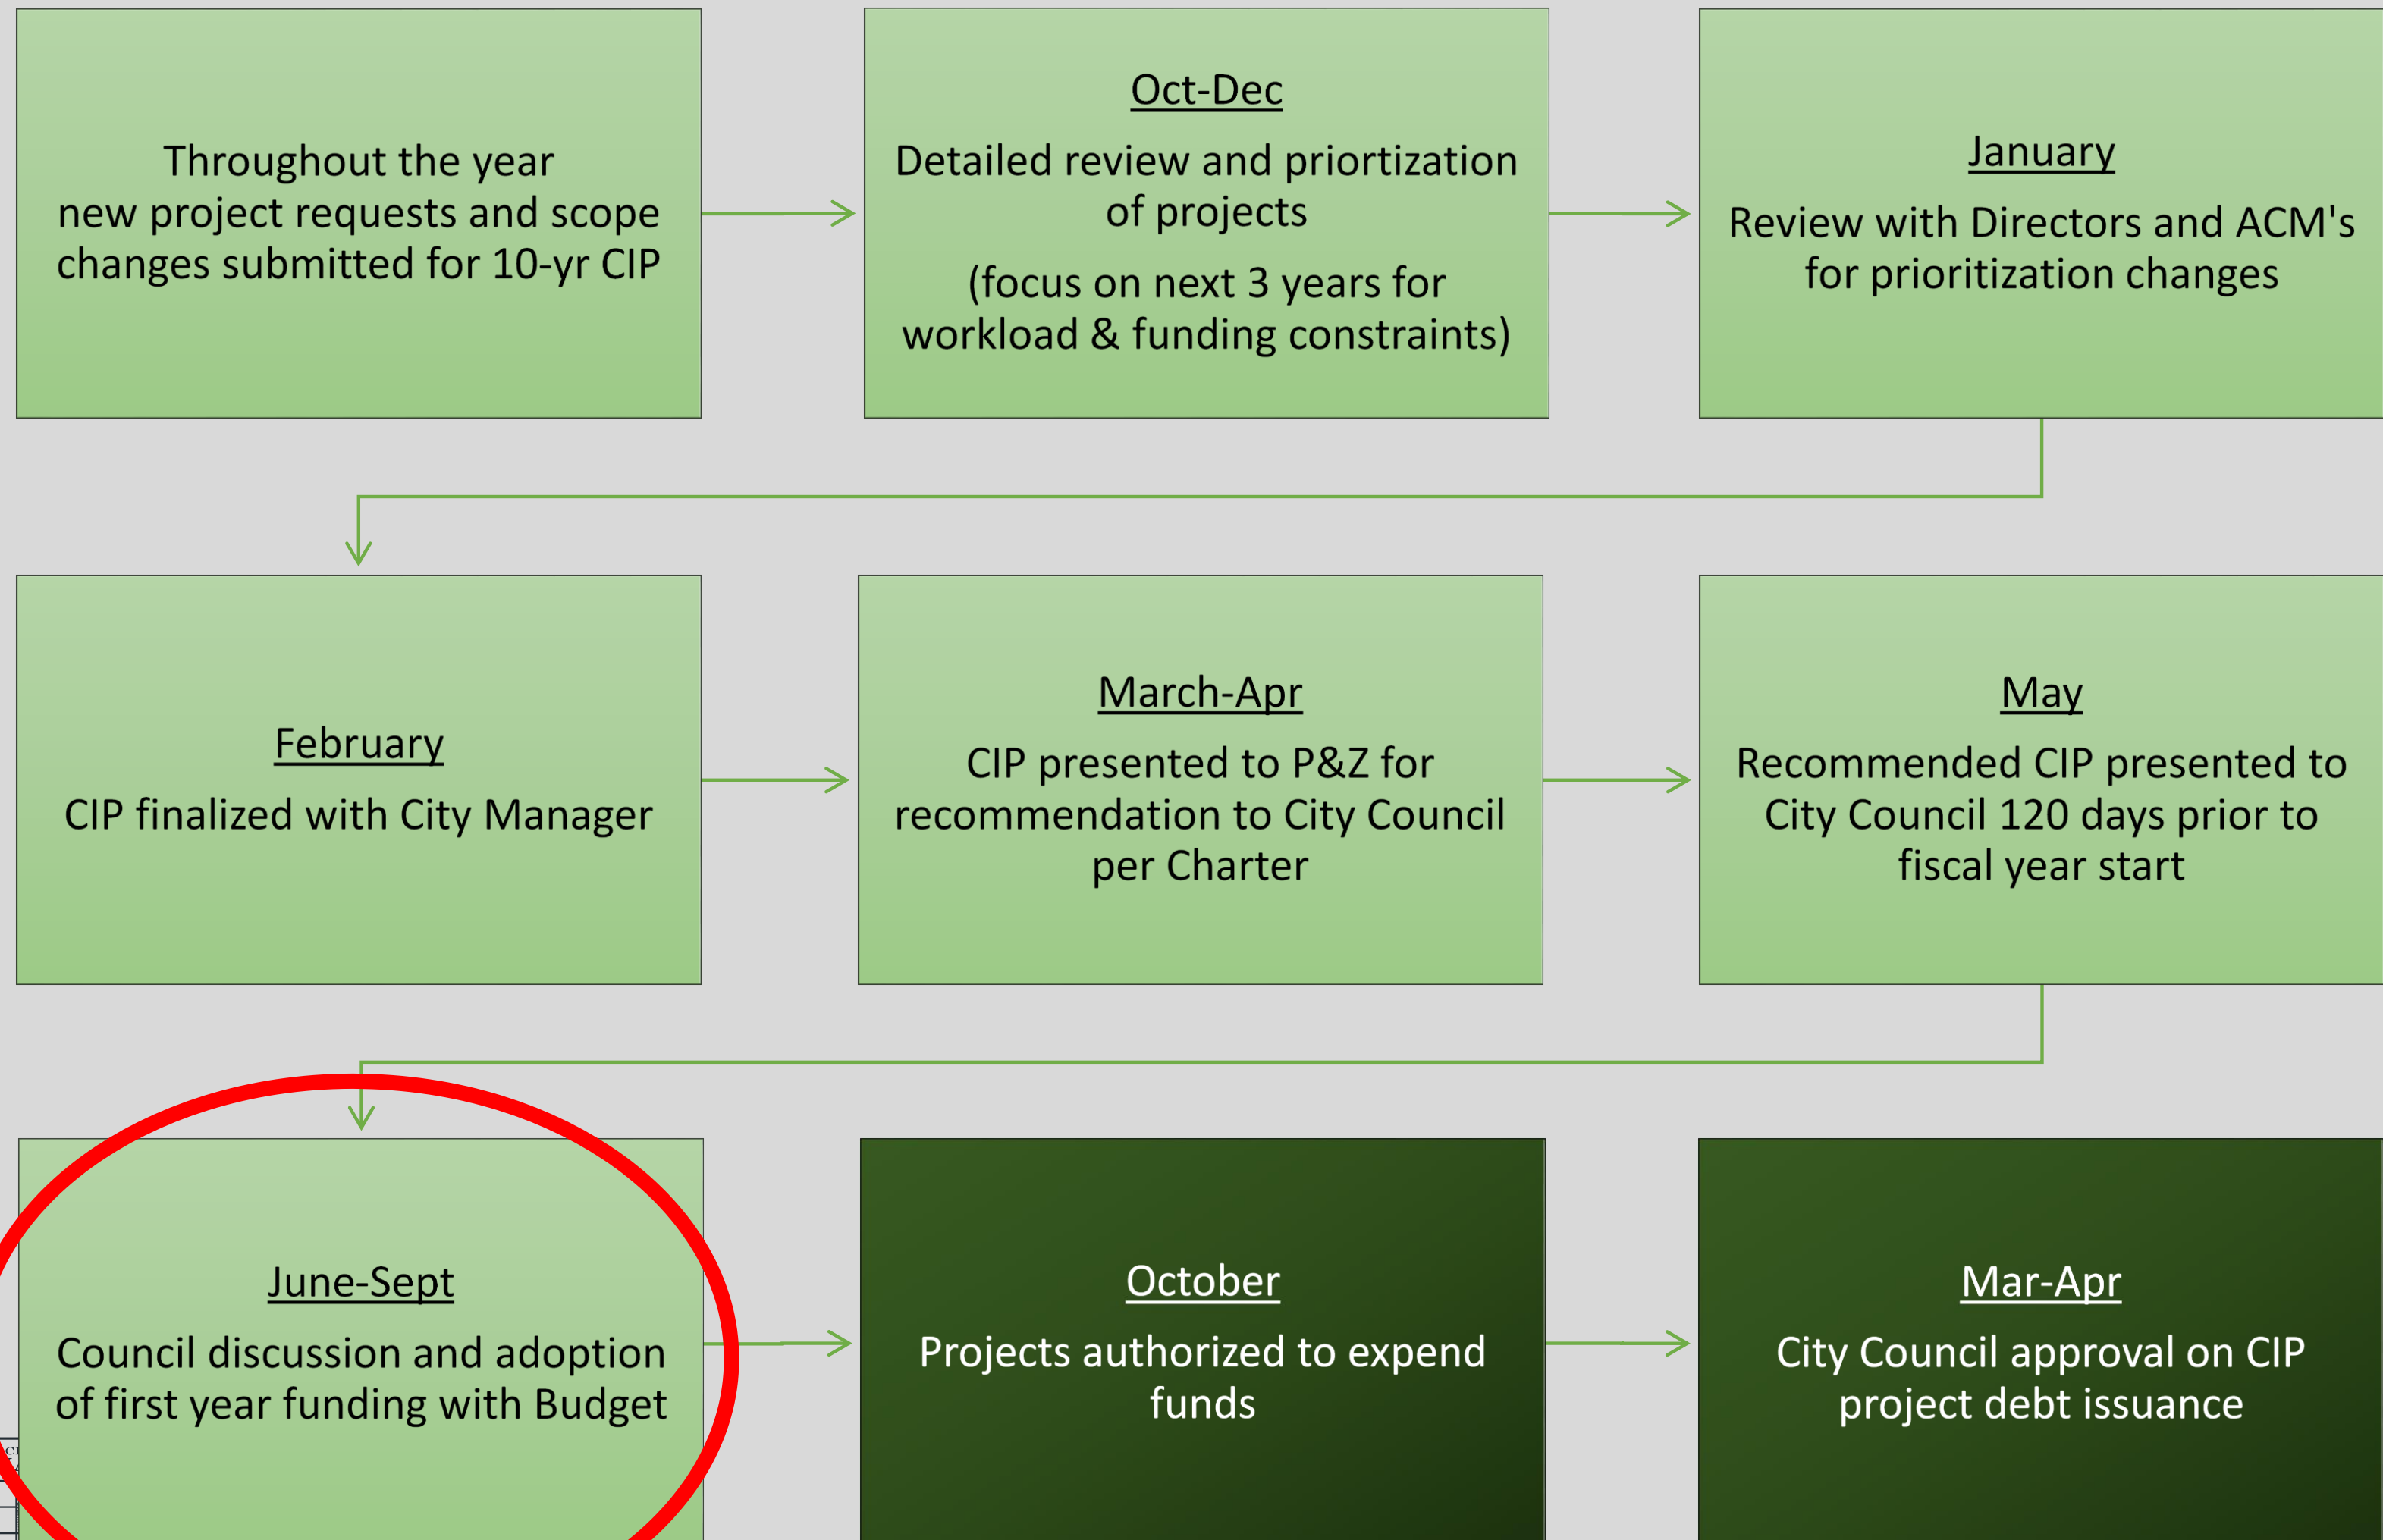 Throughout the year
new project requests and scope
changes submitted for 10-yr CIP
Oct-Dec
Detailed review and priortization
of projects
(focus on next 3 years for
workload & funding constraints)
January
Review with Directors and ACM's
for prioritization changes
February
CIP finalized with City Manager
March-Apr
CIP presented to P&Z for
recommendation to City Council
per Charter
May
Recommended CIP presented to
City Council 120 days prior to
fiscal year start
June-Sept
Council discussion and adoption
of first year funding with Budget
October
Projects authorized to expend
funds
Mar-Apr
City Council approval on CIP
project debt issuance